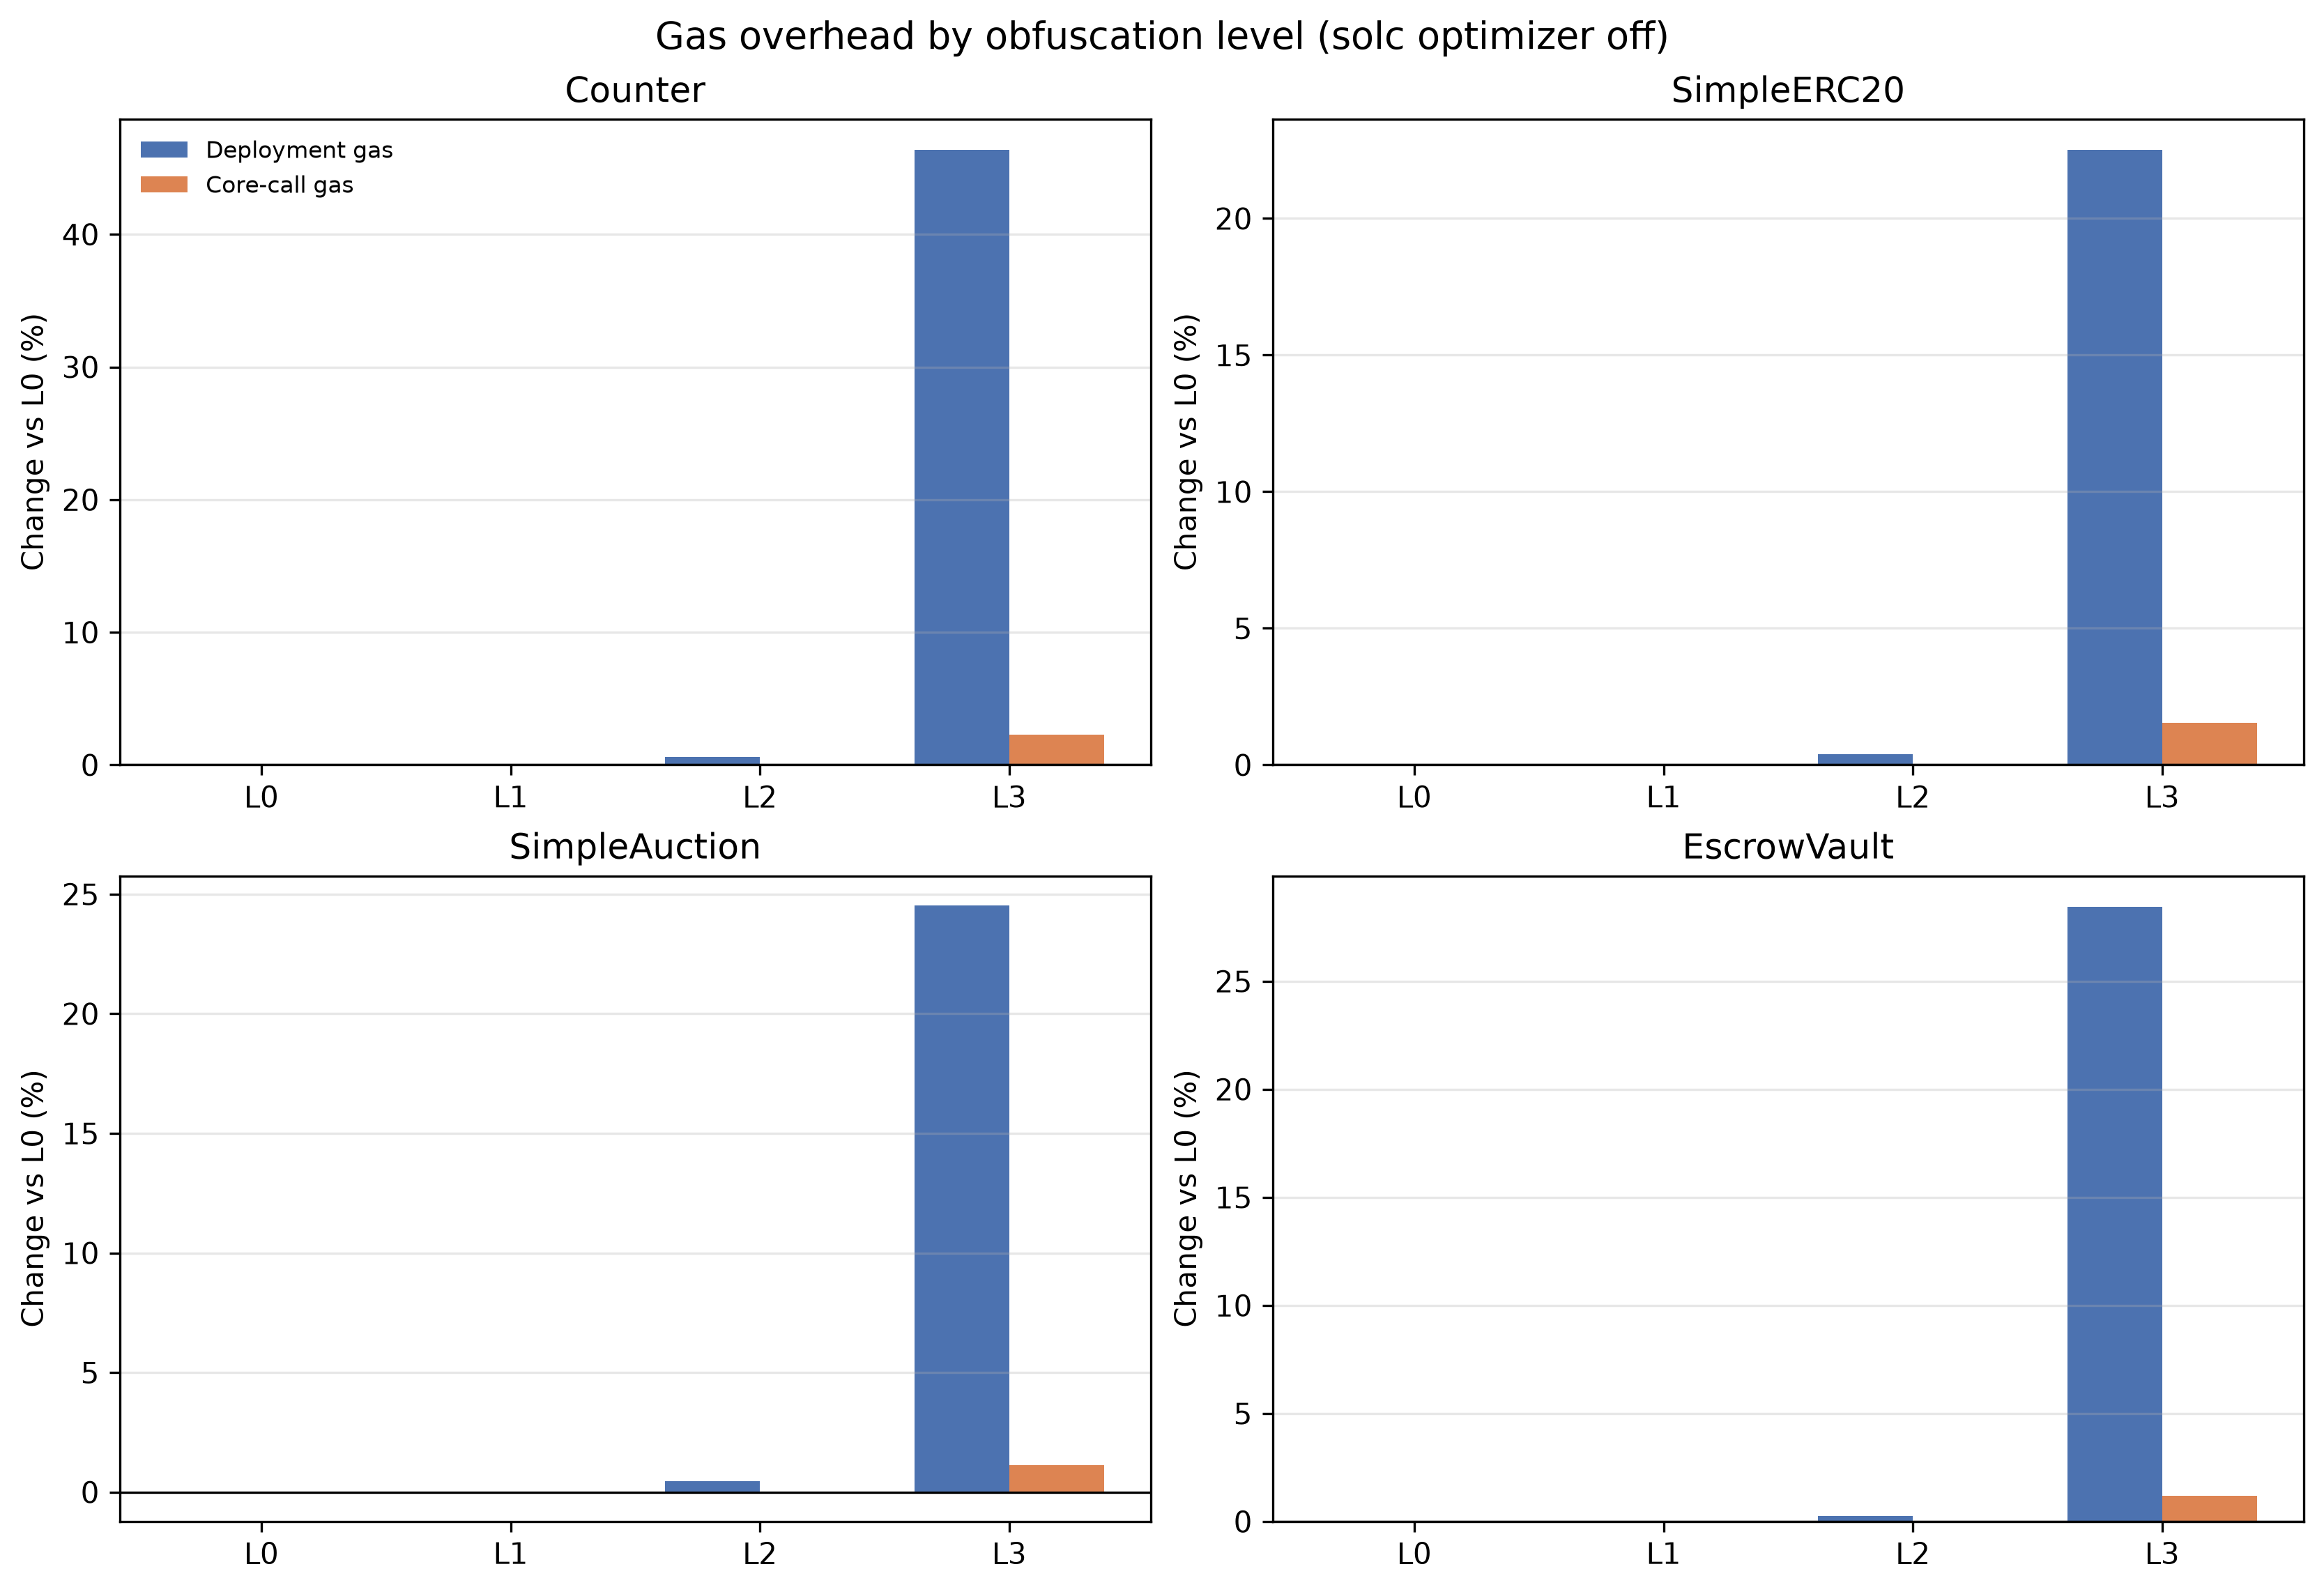 Gas overhead by obfuscation level (solc optimizer off)
Counter
Deployment gas
Core-call gas
Change vs L0 (%)
40
30
20
10
0
L0 L1 L2 L3
SimpleERC20
Change vs L0 (%)
20
15
10
5
0
L0 L1 L2 L3
SimpleAuction
Change vs L0 (%)
25
20
15
10
5
0
L0 L1 L2 L3
EscrowVault
Change vs L0 (%)
25
20
15
10
5
0
L0 L1 L2 L3